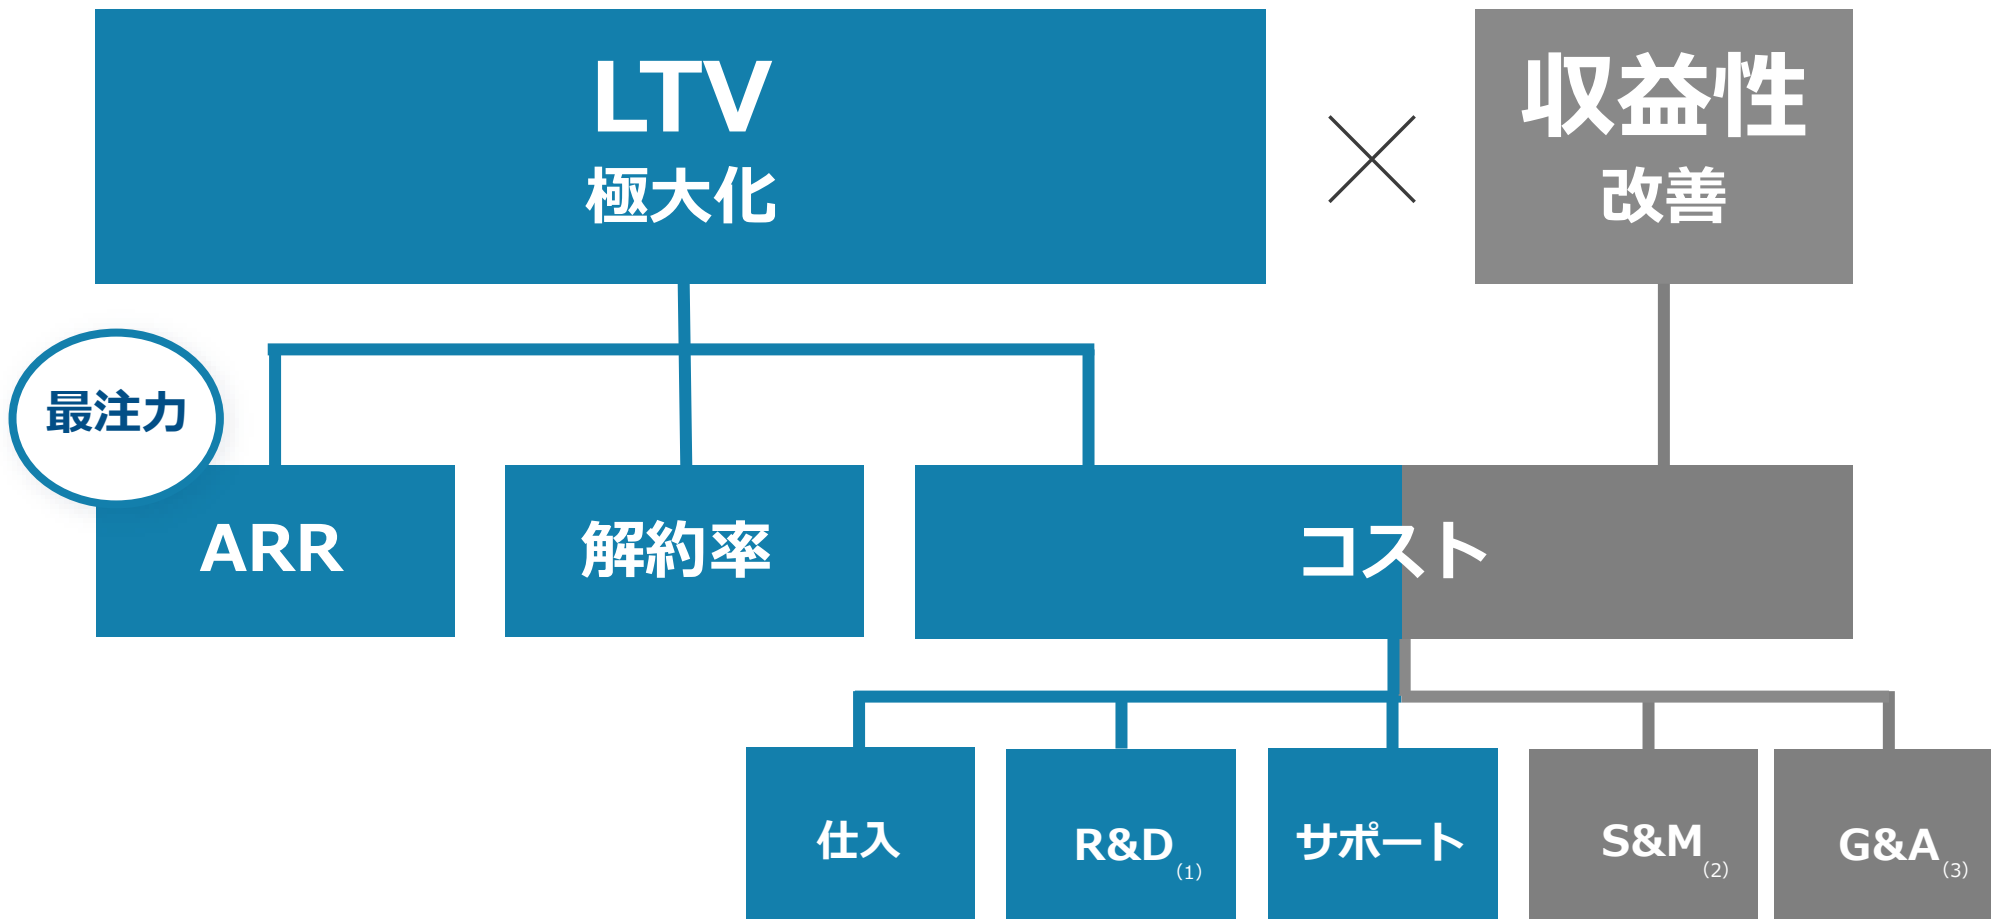 LTV
極大化
収益性
改善
最注力
ARR
解約率
コスト
仕入
R&D(1)
サポート
S&M(2)
G&A(3)